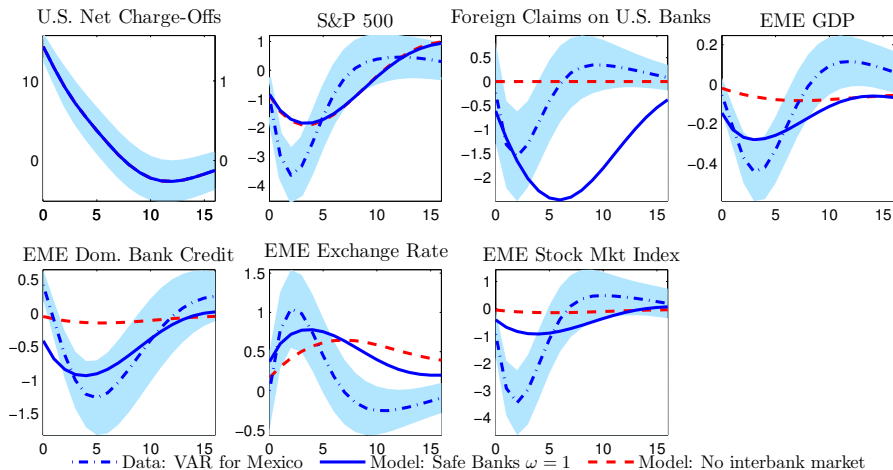 U.S. Net Charge-Offs
S&P 500
Foreign Claims on U.S. Banks
EME GDP
10
0
1
0
0 5 10 15
1
0
−1
−2
−3
−4
0 5 10 15
0.5
0
−0.5
−1
−1.5
−2
0 5 10 15
0.2
0
−0.2
−0.4
0 5 10 15
EME Dom. Bank Credit
EME Exchange Rate
EME Stock Mkt Index
0.5
0
−0.5
−1
−1.5
0 5 10 15
1.5
1
0.5
0
−0.5
0 5 10 15
1
0
−1
−2
−3
−4
0 5 10 15
Data: VAR for Mexico Model: Safe Banks ω = 1 Model: No interbank market